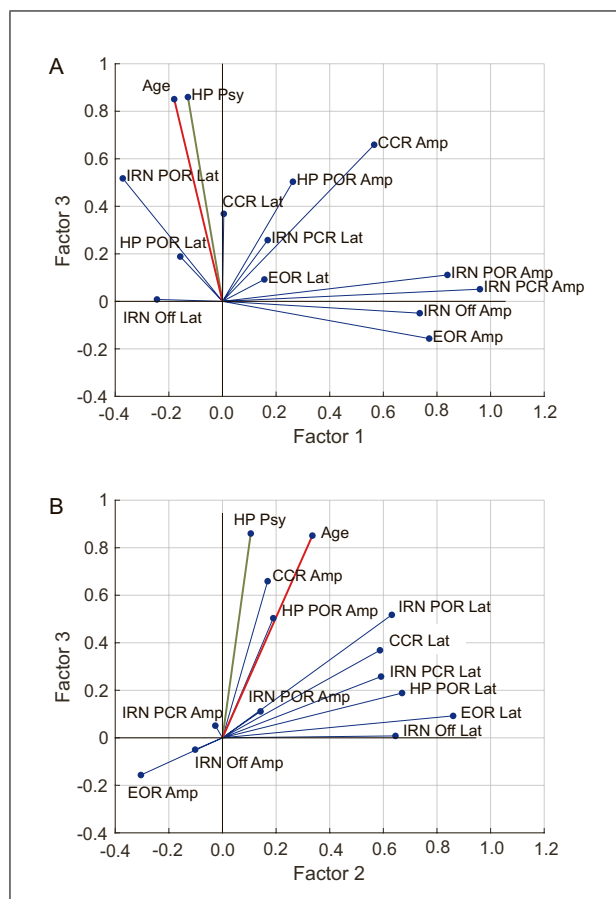 A
1
0.8
0.6
0.4
0.2
0
-0.2
-0.4
Factor 3
Age
HP Psy
CCR Amp
IRN POR Lat
HP POR Amp
CCR Lat
HP POR Lat
IRN PCR Lat
EOR Lat
IRN POR Amp
IRN PCR Amp
IRN Off Lat
IRN Off Amp
EOR Amp
-0.4 -0.2 0.0 0.2 0.4 0.6 0.8 1.0 1.2
Factor 1
B
1
0.8
0.6
0.4
0.2
0
-0.2
-0.4
Factor 3
HP Psy
Age
CCR Amp
HP POR Amp
IRN POR Lat
CCR Lat
IRN PCR Lat
HP POR Lat
IRN POR Amp
IRN PCR Amp
EOR Lat
IRN Off Lat
IRN Off Amp
EOR Amp
-0.4 -0.2 0.0 0.2 0.4 0.6 0.8 1.0 1.2
Factor 2